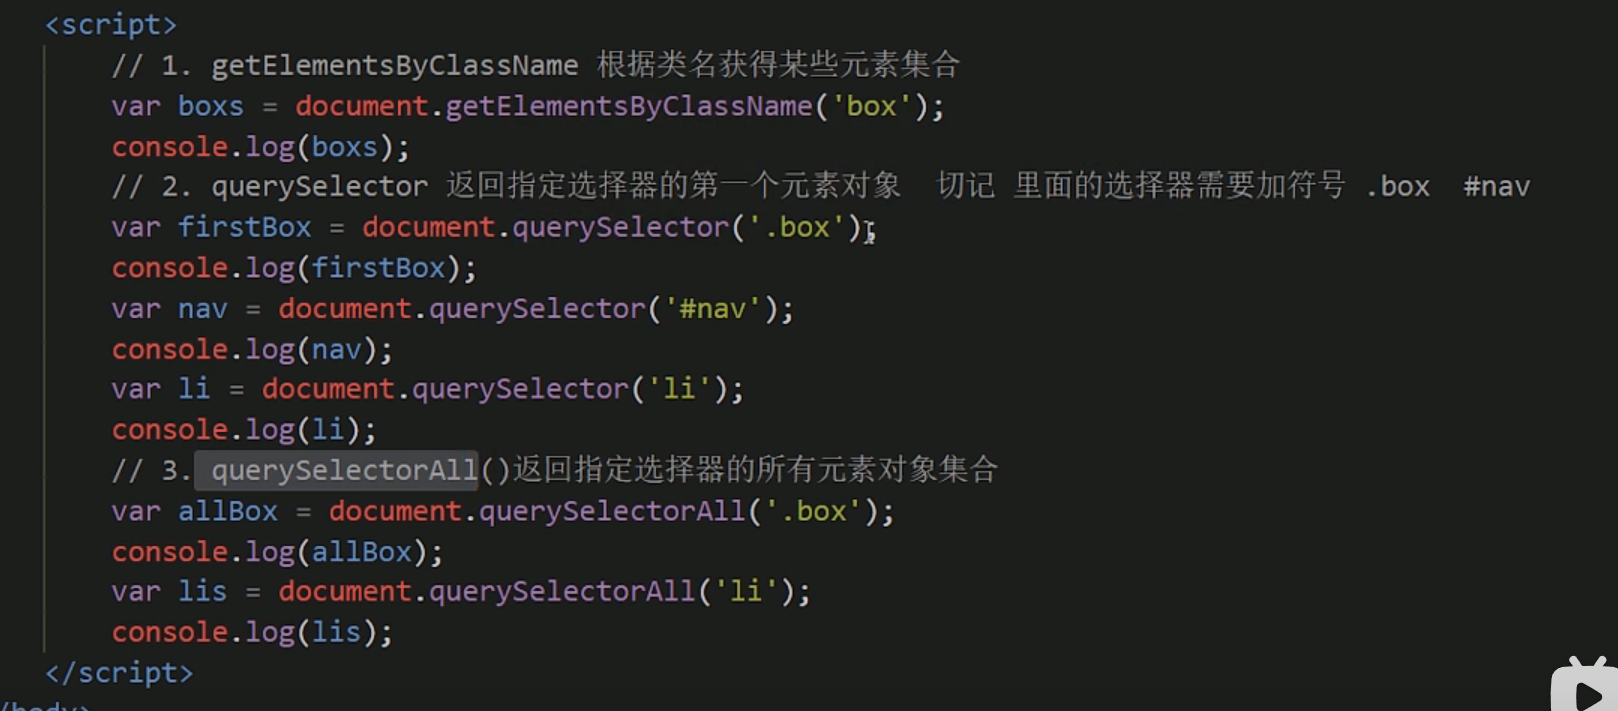 <script>
// 1. getElementsByClassName 根据类名获得某些元素集合
var boxs = document.getElementsByClassName('box');
console.log(boxs);
// 2. querySelector 返回指定选择器的第一个元素对象  切记 里面的选择器需要加符号 .box  #nav
var firstBox = document.querySelector('.box');
console.log(firstBox);
var nav = document.querySelector('#nav');
console.log(nav);
var li = document.querySelector('li');
console.log(li);
// 3. querySelectorAll()返回指定选择器的所有元素对象集合
var allBox = document.querySelectorAll('.box');
console.log(allBox);
var lis = document.querySelectorAll('li');
console.log(lis);
</script>